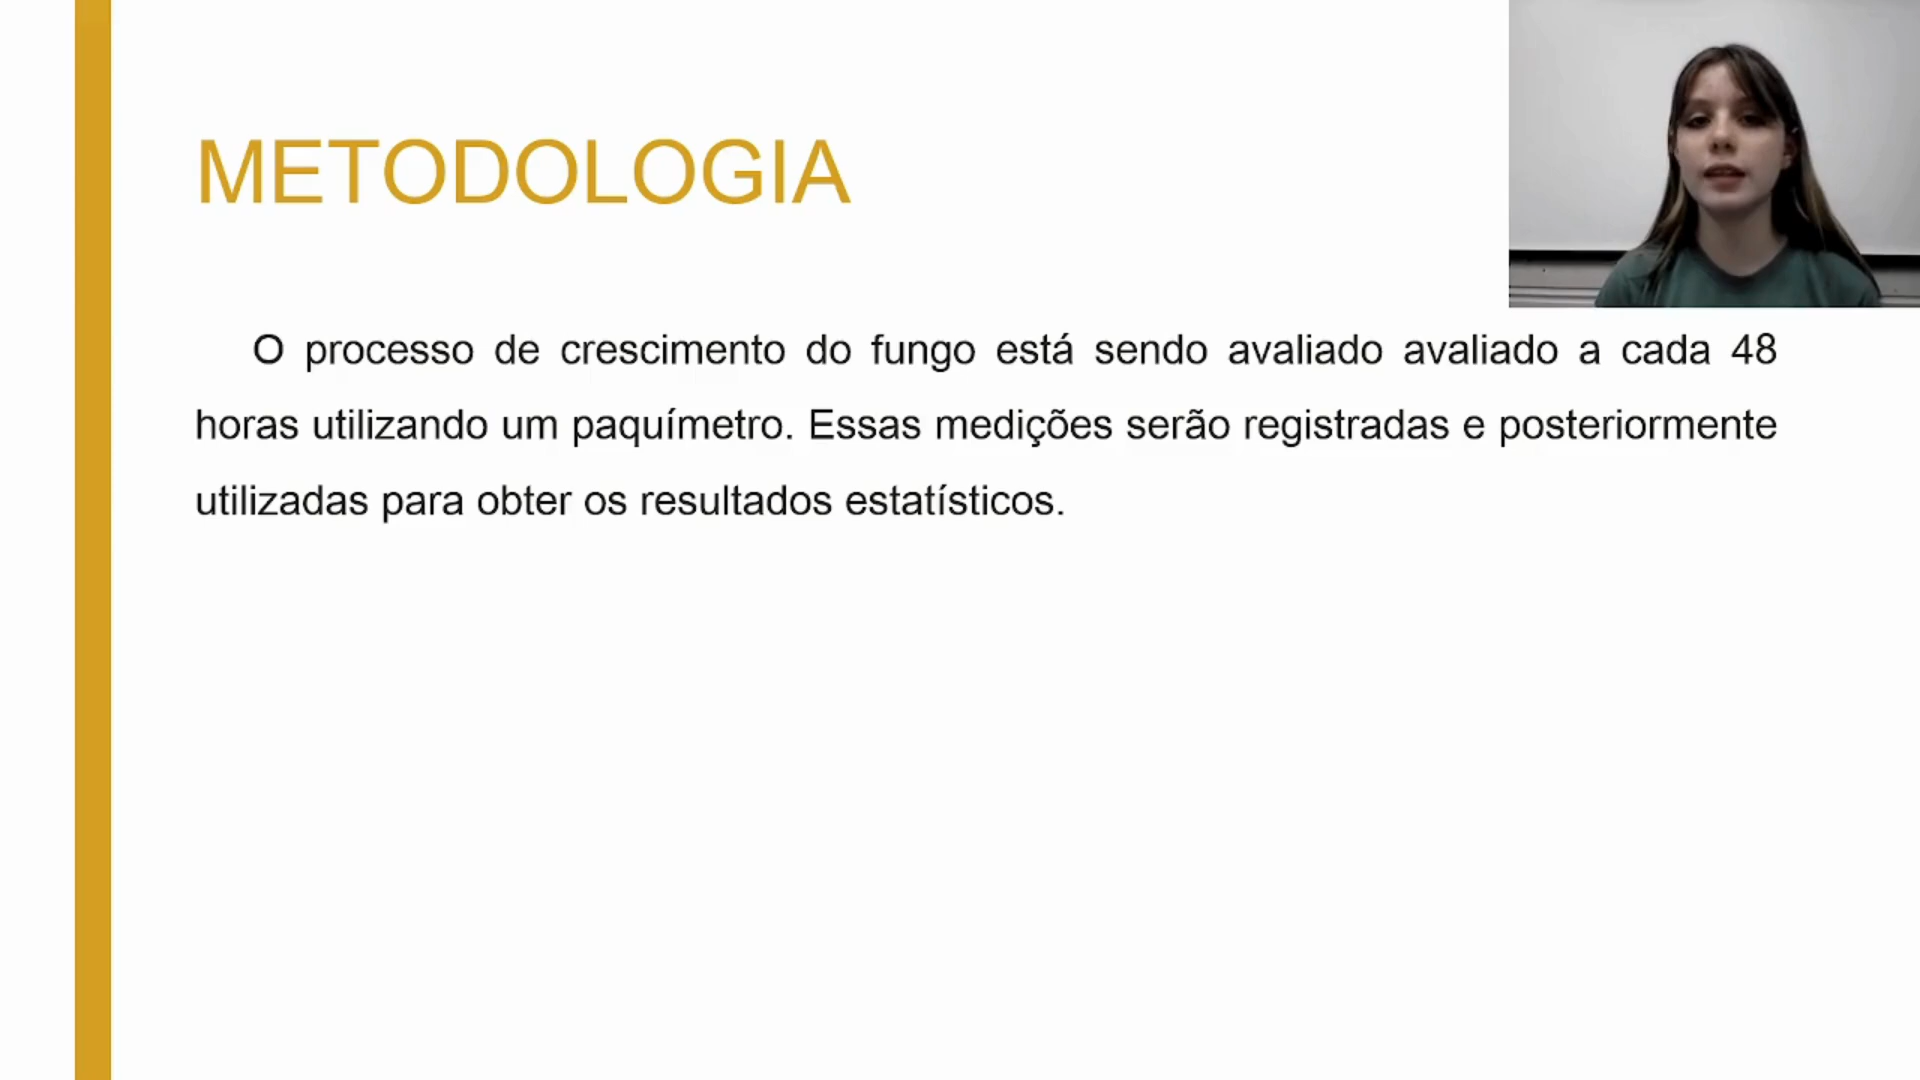 METODOLOGIA
O processo de crescimento do fungo está sendo avaliado avaliado a cada 48
horas utilizando um paquímetro. Essas medições serão registradas e posteriormente
utilizadas para obter os resultados estatísticos.